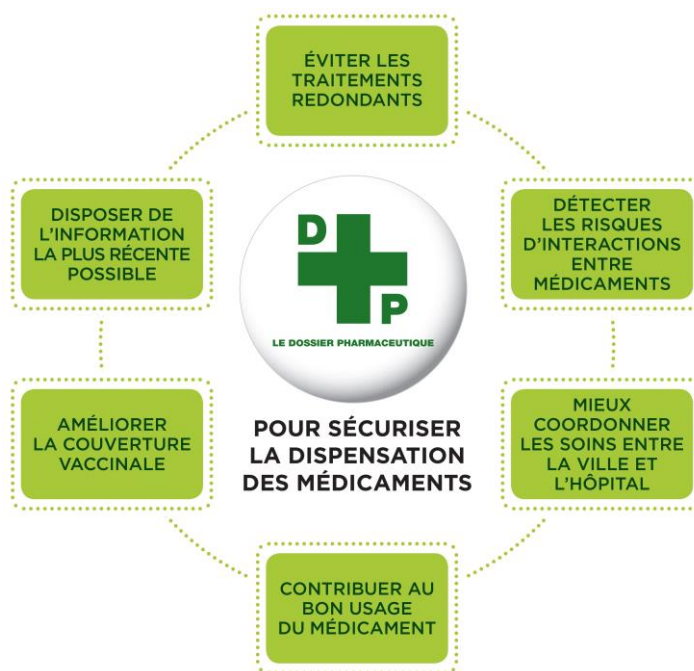 ÉVITER LES
TRAITEMENTS
REDONDANTS
DÉTECTER
LES RISQUES
D'INTERACTIONS
ENTRE
MÉDICAMENTS
MIEUX
COORDONNER
LES SOINS ENTRE
LA VILLE ET
L'HÔPITAL
CONTRIBUER AU
BON USAGE
DU MÉDICAMENT
AMÉLIORER
LA COUVERTURE
VACCINALE
DISPOSER DE
L'INFORMATION
LA PLUS RÉCENTE
POSSIBLE
D
P
LE DOSSIER PHARMACEUTIQUE
POUR SÉCURISER
LA DISPENSATION
DES MÉDICAMENTS